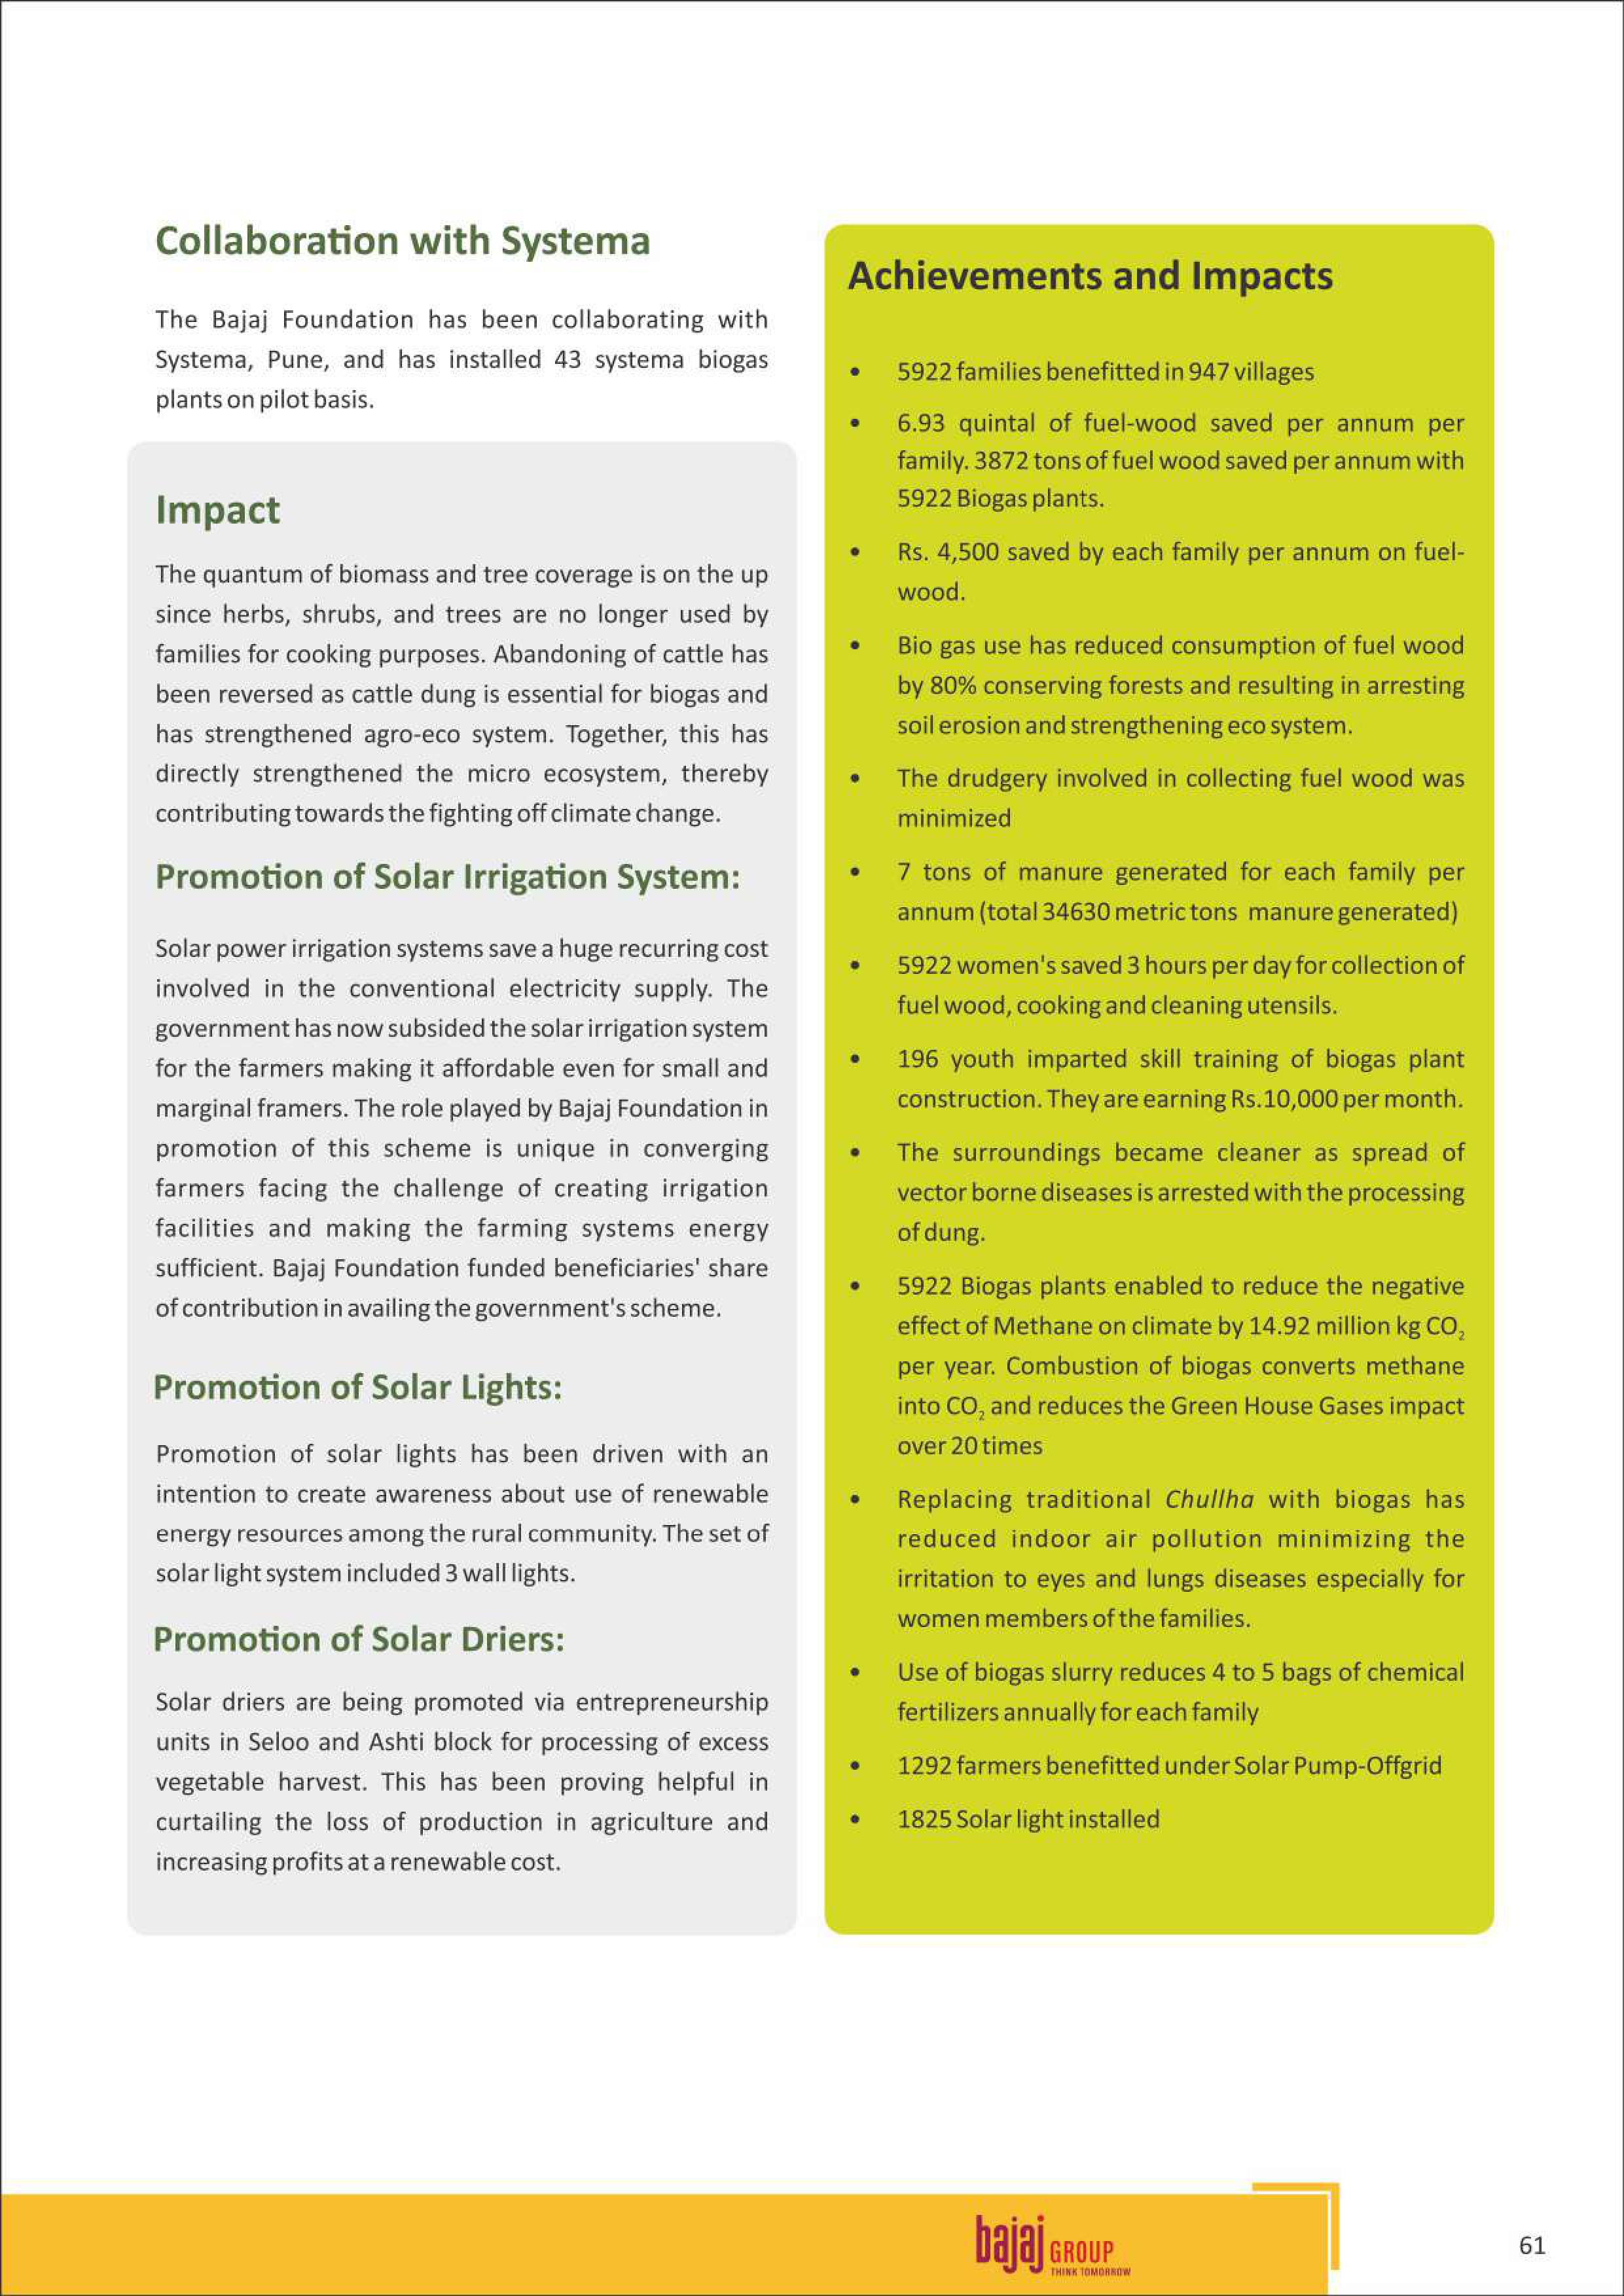 Collaboration with Systema
The Bajaj Foundation has been collaborating with
Systema, Pune, and has installed 43 systema biogas
plants on pilot basis.
Impact
The quantum of biomass and tree coverage is on the up
since herbs, shrubs, and trees are no longer used by
families for cooking purposes. Abandoning of cattle has
been reversed as cattle dung is essential for biogas and
has strengthened agro-eco system. Together, this has
directly strengthened the micro ecosystem, thereby
contributing towards the fighting off climate change.
Promotion of Solar Irrigation System:
Solar power irrigation systems save a huge recurring cost
involved in the conventional electricity supply. The
government has now subsided the solar irrigation system
for the farmers making it affordable even for small and
marginal framers. The role played by Bajaj Foundation in
promotion of this scheme is unique in converging
farmers facing the challenge of creating irrigation
facilities and making the farming systems energy
sufficient. Bajaj Foundation funded beneficiaries' share
of contribution in availing the government's scheme.
Promotion of Solar Lights:
Promotion of solar lights has been driven with an
intention to create awareness about use of renewable
energy resources among the rural community. The set of
solar light system included 3 wall lights.
Promotion of Solar Driers:
Solar driers are being promoted via entrepreneurship
units in Seloo and Ashti block for processing of excess
vegetable harvest. This has been proving helpful in
curtailing the loss of production in agriculture and
increasing profits at a renewable cost.
Achievements and Impacts
• 5922 families benefitted in 947 villages
• 6.93 quintal of fuel-wood saved per annum per
family. 3872 tons of fuel wood saved per annum with
5922 Biogas plants.
• Rs. 4,500 saved by each family per annum on fuel-
wood.
• Bio gas use has reduced consumption of fuel wood
by 80% conserving forests and resulting in arresting
soil erosion and strengthening eco system.
• The drudgery involved in collecting fuel wood was
minimized
• 7 tons of manure generated for each family per
annum (total 34630 metric tons manure generated)
• 5922 women's saved 3 hours per day for collection of
fuel wood, cooking and cleaning utensils.
• 196 youth imparted skill training of biogas plant
construction. They are earning Rs.10,000 per month.
• The surroundings became cleaner as spread of
vector borne diseases is arrested with the processing
of dung.
• 5922 Biogas plants enabled to reduce the negative
effect of Methane on climate by 14.92 million kg CO₂
per year. Combustion of biogas converts methane
into CO₂ and reduces the Green House Gases impact
over 20 times
• Replacing traditional Chullha with biogas has
reduced indoor air pollution minimizing the
irritation to eyes and lungs diseases especially for
women members of the families.
• Use of biogas slurry reduces 4 to 5 bags of chemical
fertilizers annually for each family
• 1292 farmers benefitted under Solar Pump-Offgrid
• 1825 Solar light installed
bajaj GROUP
THINK TOMORROW
61